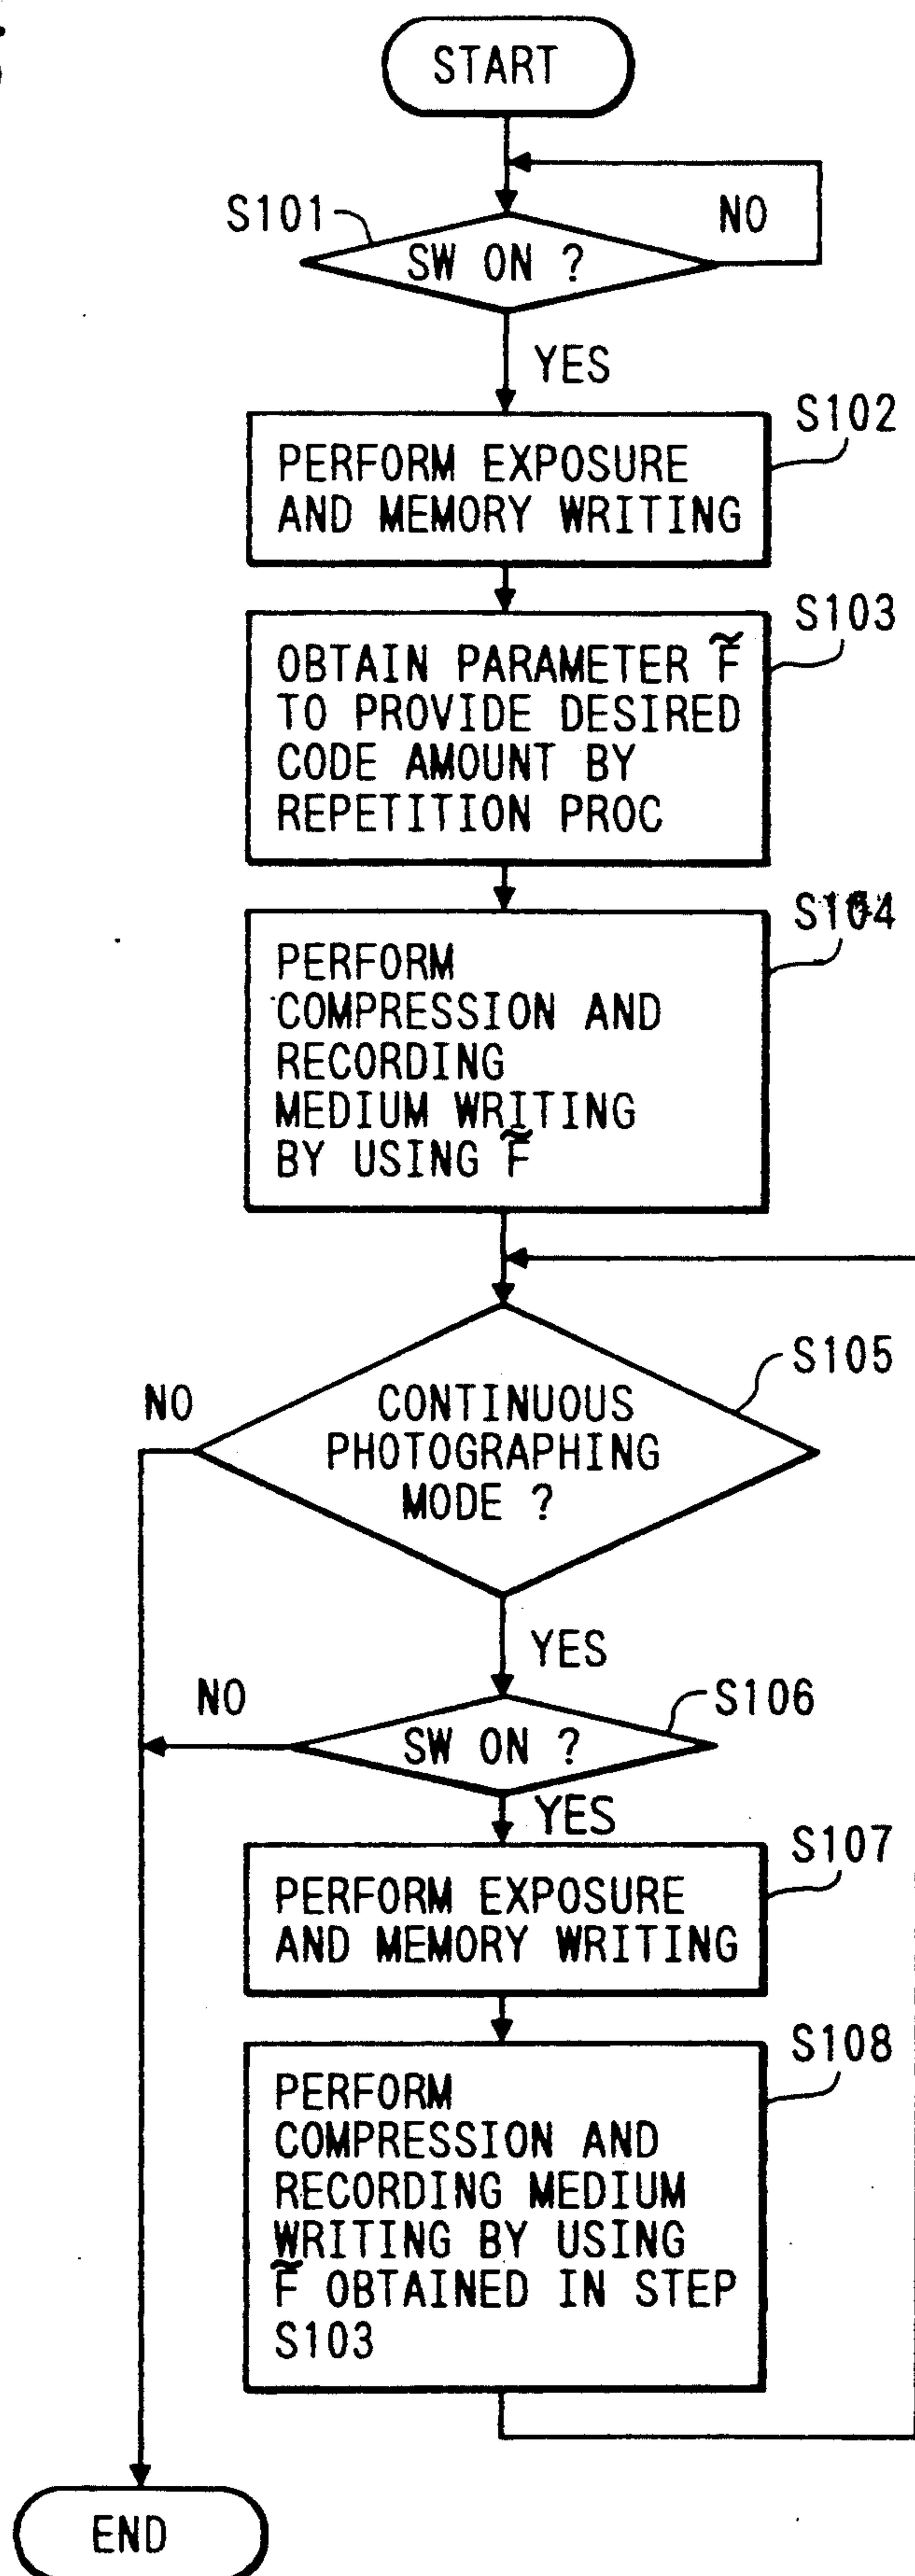 START
S101
SW ON ?
NO
YES
S102
PERFORM EXPOSURE
AND MEMORY WRITING
S103
OBTAIN PARAMETER F̃
TO PROVIDE DESIRED
CODE AMOUNT BY
REPETITION PROC
S104
PERFORM
COMPRESSION AND
RECORDING
MEDIUM WRITING
BY USING F̃
S105
NO
CONTINUOUS
PHOTOGRAPHING
MODE ?
YES
NO
S106
SW ON ?
YES
S107
PERFORM EXPOSURE
AND MEMORY WRITING
S108
PERFORM
COMPRESSION AND
RECORDING MEDIUM
WRITING BY USING
F̃ OBTAINED IN STEP
S103
END